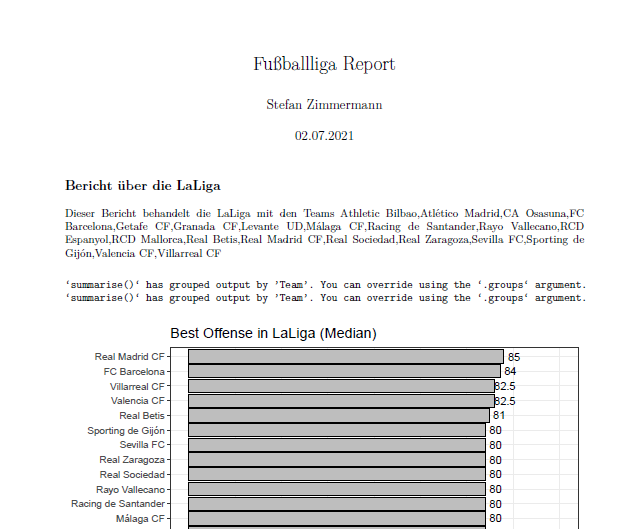 Fußballliga Report
Stefan Zimmermann
02.07.2021
Bericht über die LaLiga
Dieser Bericht behandelt die LaLiga mit den Teams Athletic Bilbao,Atlético Madrid,CA Osasuna,FC
Barcelona,Getafe CF,Granada CF,Levante UD,Málaga CF,Racing de Santander,Rayo Vallecano,RCD
Espanyol,RCD Mallorca,Real Betis,Real Madrid CF,Real Sociedad,Real Zaragoza,Sevilla FC,Sporting de
Gijón,Valencia CF,Villarreal CF
‘summarise()‘ has grouped output by ’Team’. You can override using the ‘.groups‘ argument.
‘summarise()‘ has grouped output by ’Team’. You can override using the ‘.groups‘ argument.
Best Offense in LaLiga (Median)
Real Madrid CF 85
FC Barcelona 84
Villarreal CF 82.5
Valencia CF 82.5
Real Betis 81
Sporting de Gijón 80
Sevilla FC 80
Real Zaragoza 80
Real Sociedad 80
Rayo Vallecano 80
Racing de Santander 80
Málaga CF 80